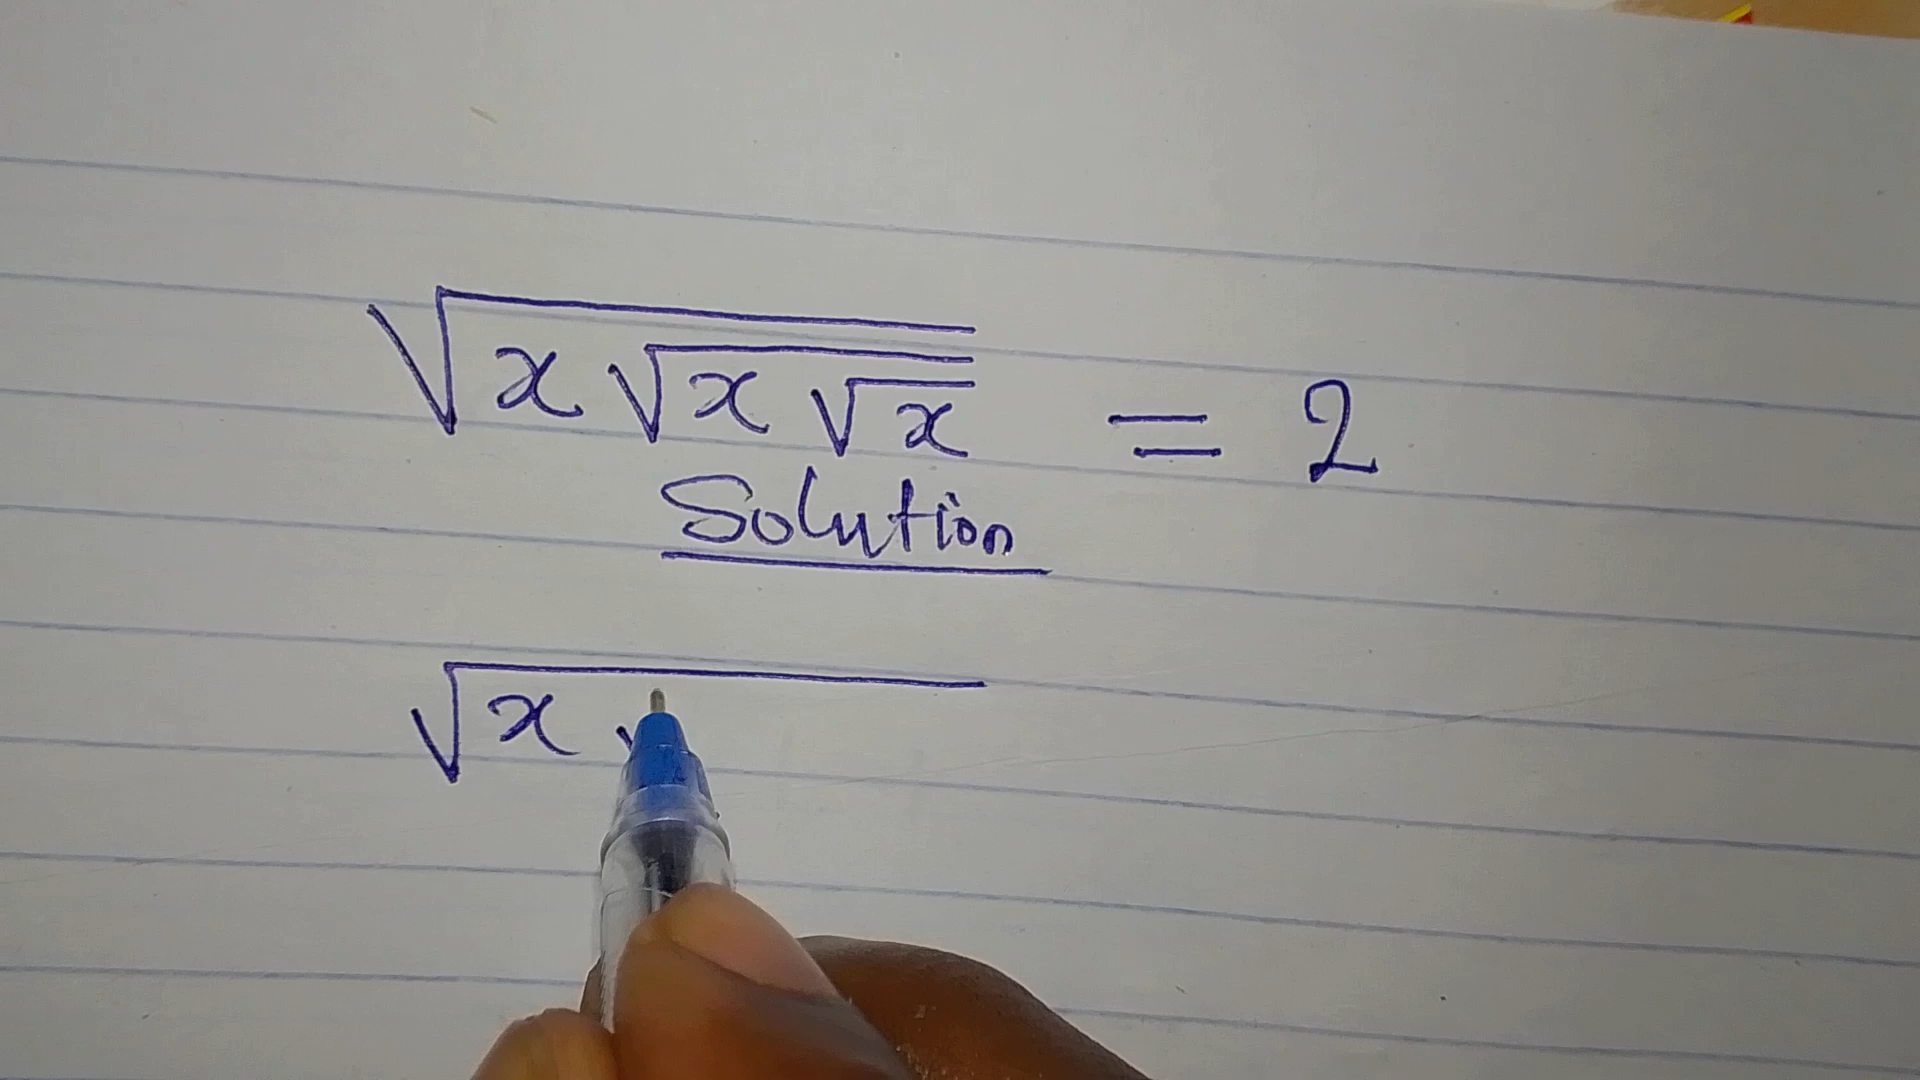 √(x√(x√x)) = 2
Solution
√x